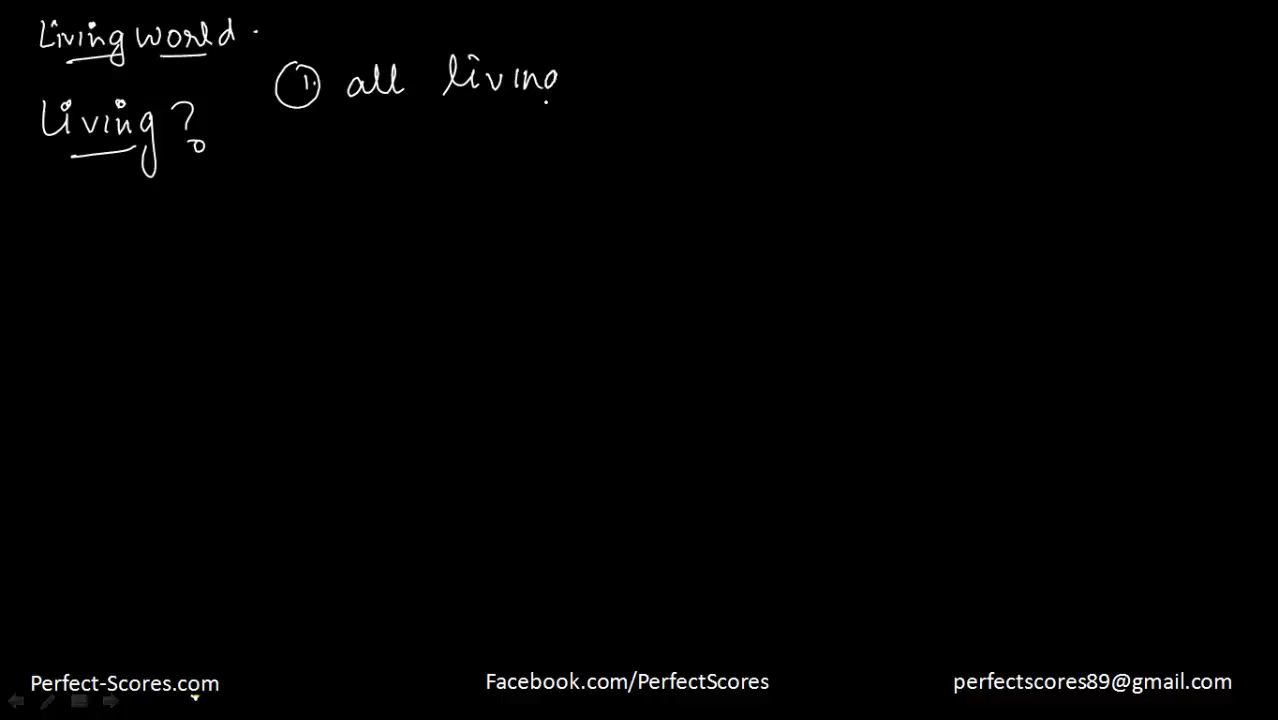 Living world.
① all living
Living?
Perfect-Scores.com
Facebook.com/PerfectScores
perfectscores89@gmail.com